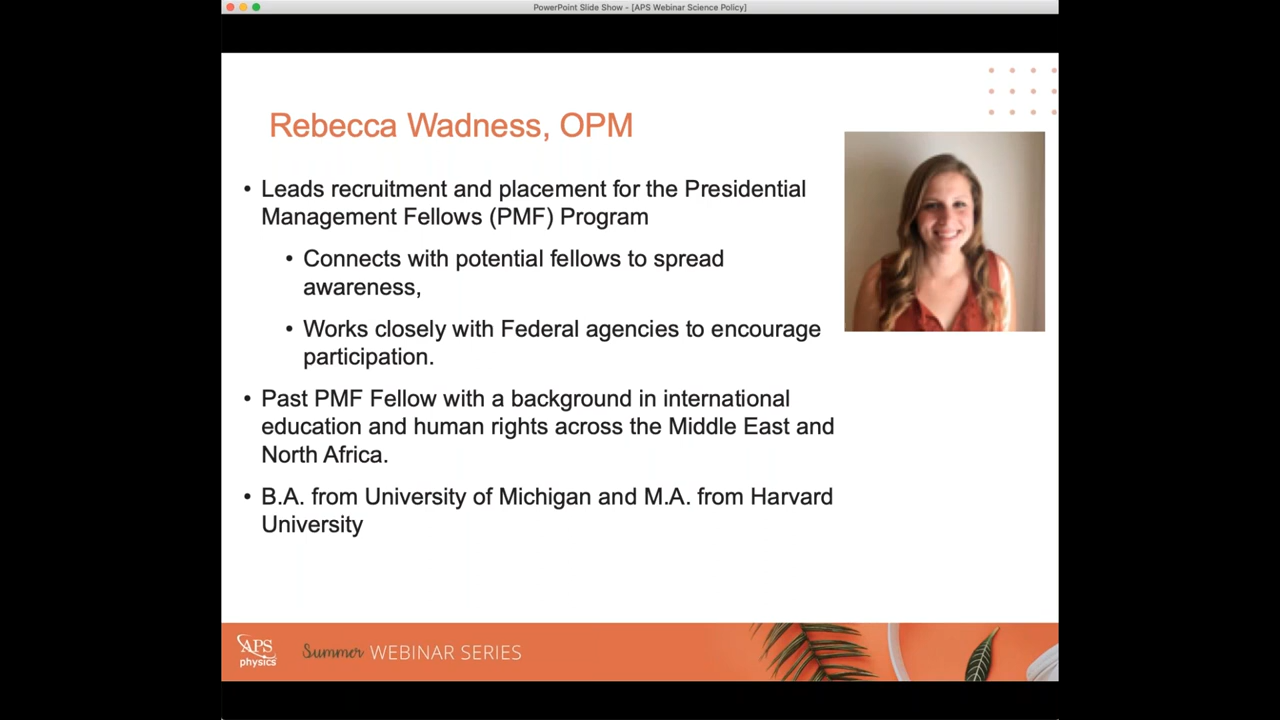 PowerPoint Slide Show - [APS Webinar Science Policy]
Rebecca Wadness, OPM
• Leads recruitment and placement for the Presidential
Management Fellows (PMF) Program
• Connects with potential fellows to spread
awareness,
• Works closely with Federal agencies to encourage
participation.
• Past PMF Fellow with a background in international
education and human rights across the Middle East and
North Africa.
• B.A. from University of Michigan and M.A. from Harvard
University
APS
physics
Summer WEBINAR SERIES